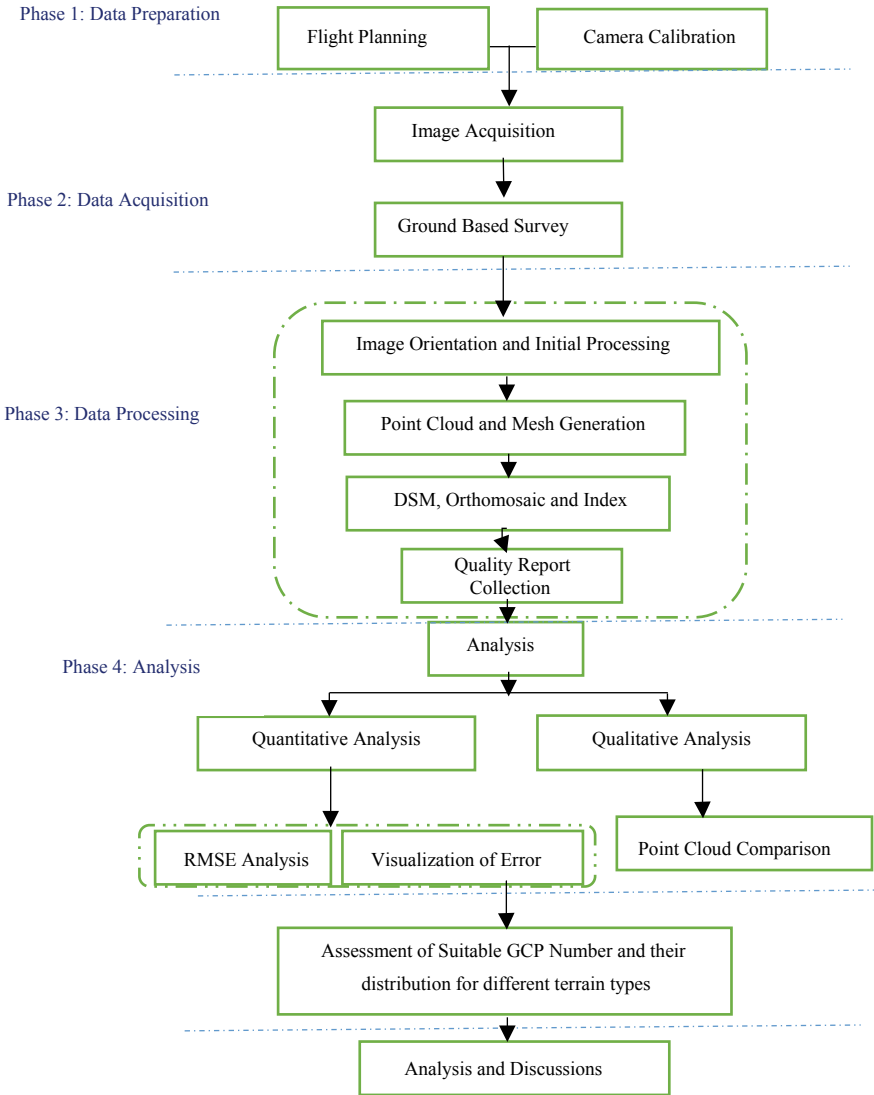 Phase 1: Data Preparation
Flight Planning
Camera Calibration
Image Acquisition
Phase 2: Data Acquisition
Ground Based Survey
Image Orientation and Initial Processing
Phase 3: Data Processing
Point Cloud and Mesh Generation
DSM, Orthomosaic and Index
Quality Report
Collection
Analysis
Phase 4: Analysis
Quantitative Analysis
Qualitative Analysis
RMSE Analysis
Visualization of Error
Point Cloud Comparison
Assessment of Suitable GCP Number and their
distribution for different terrain types
Analysis and Discussions